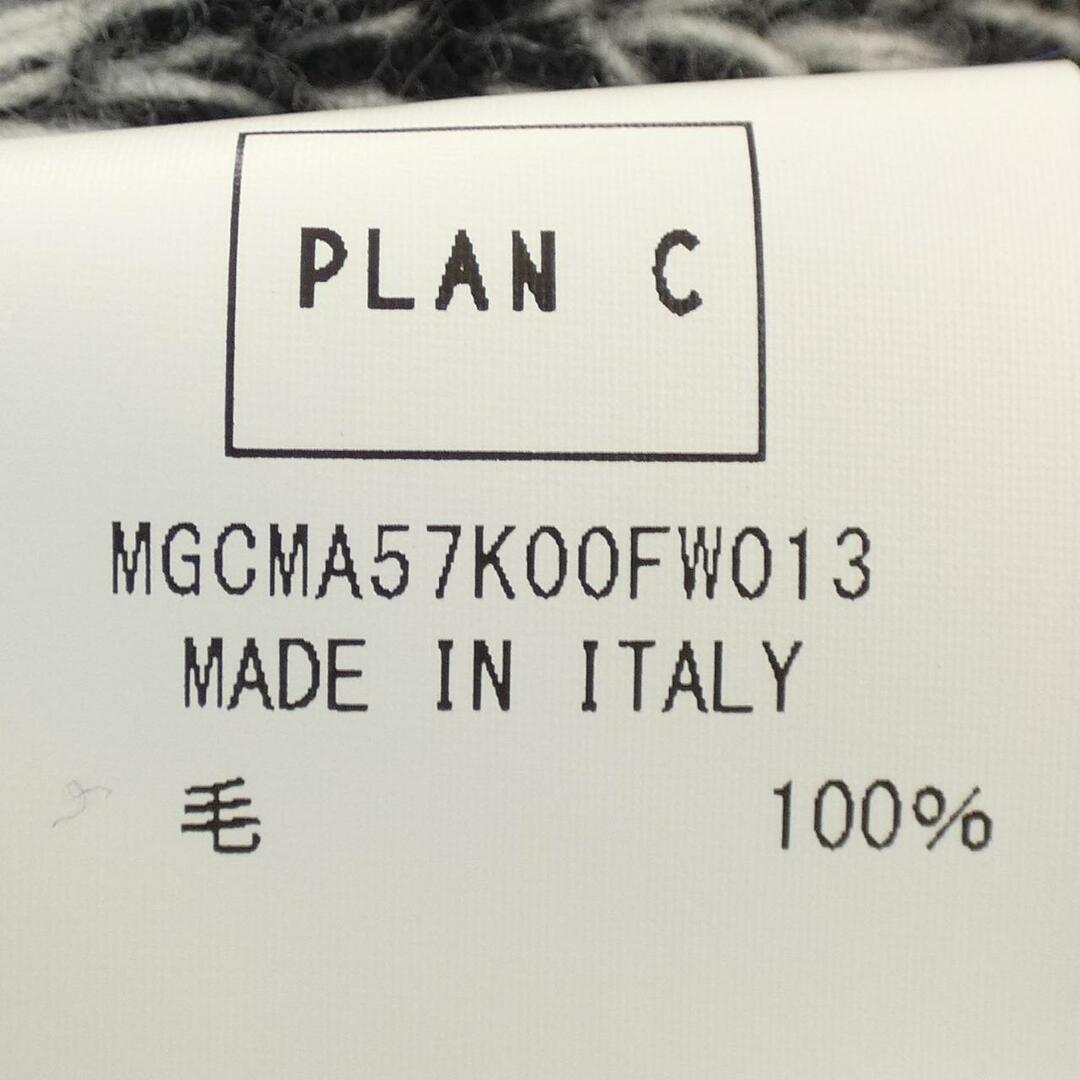 PLAN C
MGCMA57K00FW013
MADE IN ITALY
毛 100%